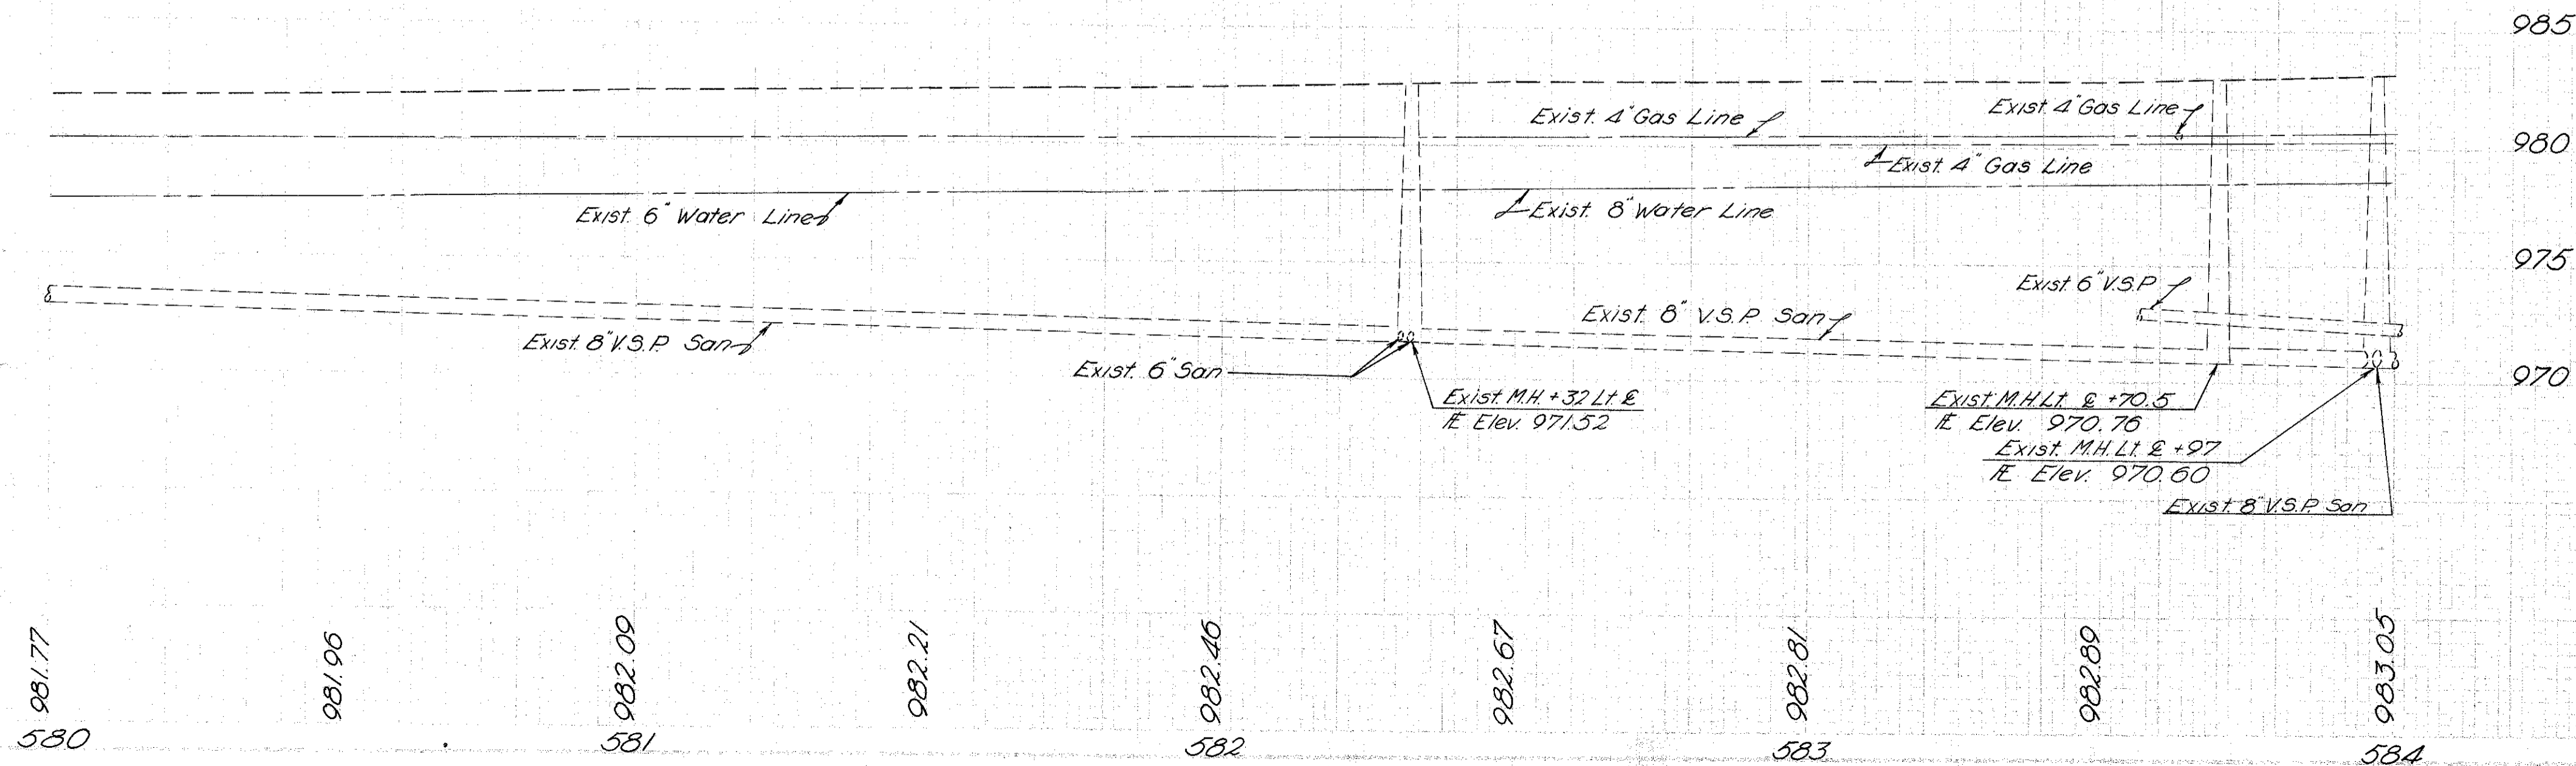 985
Exist. 4" Gas Line
Exist. 4" Gas Line
980
Exist. 4" Gas Line
Exist. 6" Water Line
Exist. 8" Water Line
975
Exist. 6" V.S.P.
Exist. 8" V.S.P. San
Exist. 8" V.S.P. San
Exist. 6" San
970
Exist. M.H. +32 Lt ℄
Elev. 971.52
Exist. M.H. Lt. ℄ +70.5
Elev. 970.76
Exist. M.H. Lt. ℄ +97
Elev. 970.60
Exist. 8" V.S.P. San
981.77
981.96
982.09
982.21
982.46
982.67
982.81
982.89
983.05
580
581
582
583
584